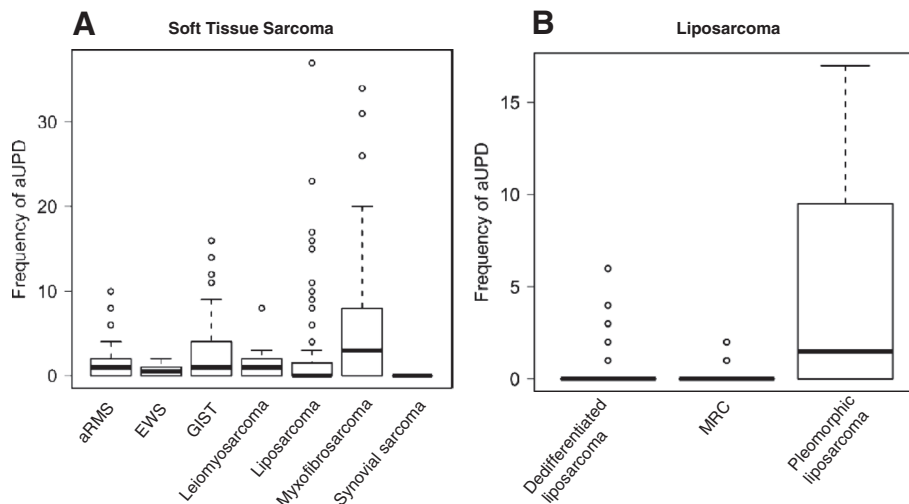 A
Soft Tissue Sarcoma
Frequency of aUPD
30
20
10
0
aRMS
EWS
GIST
Leiomyosarcoma
Liposarcoma
Myxofibrosarcoma
Synovial sarcoma
B
Liposarcoma
Frequency of aUPD
15
10
5
0
Dedifferentiated
liposarcoma
MRC
Pleomorphic
liposarcoma